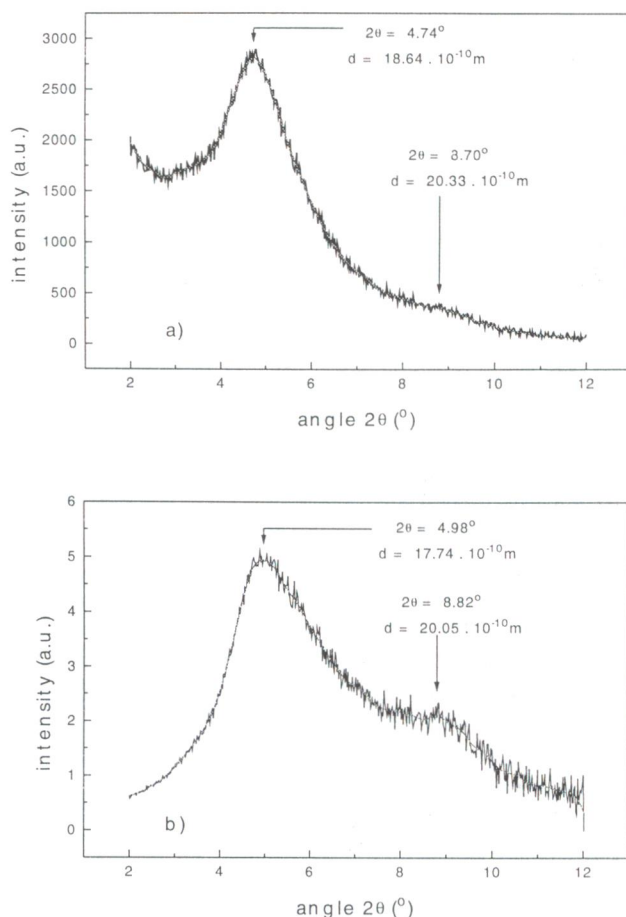 3000
2500
2000
1500
1000
500
0
intensity (a.u.)
2θ = 4.74°
d = 18.64 . 10⁻¹⁰m
2θ = 8.70°
d = 20.33 . 10⁻¹⁰m
a)
2 4 6 8 10 12
angle 2θ (°)
6
5
4
3
2
1
0
intensity (a.u.)
2θ = 4.98°
d = 17.74 . 10⁻¹⁰m
2θ = 8.82°
d = 20.05 . 10⁻¹⁰m
b)
2 4 6 8 10 12
angle 2θ (°)